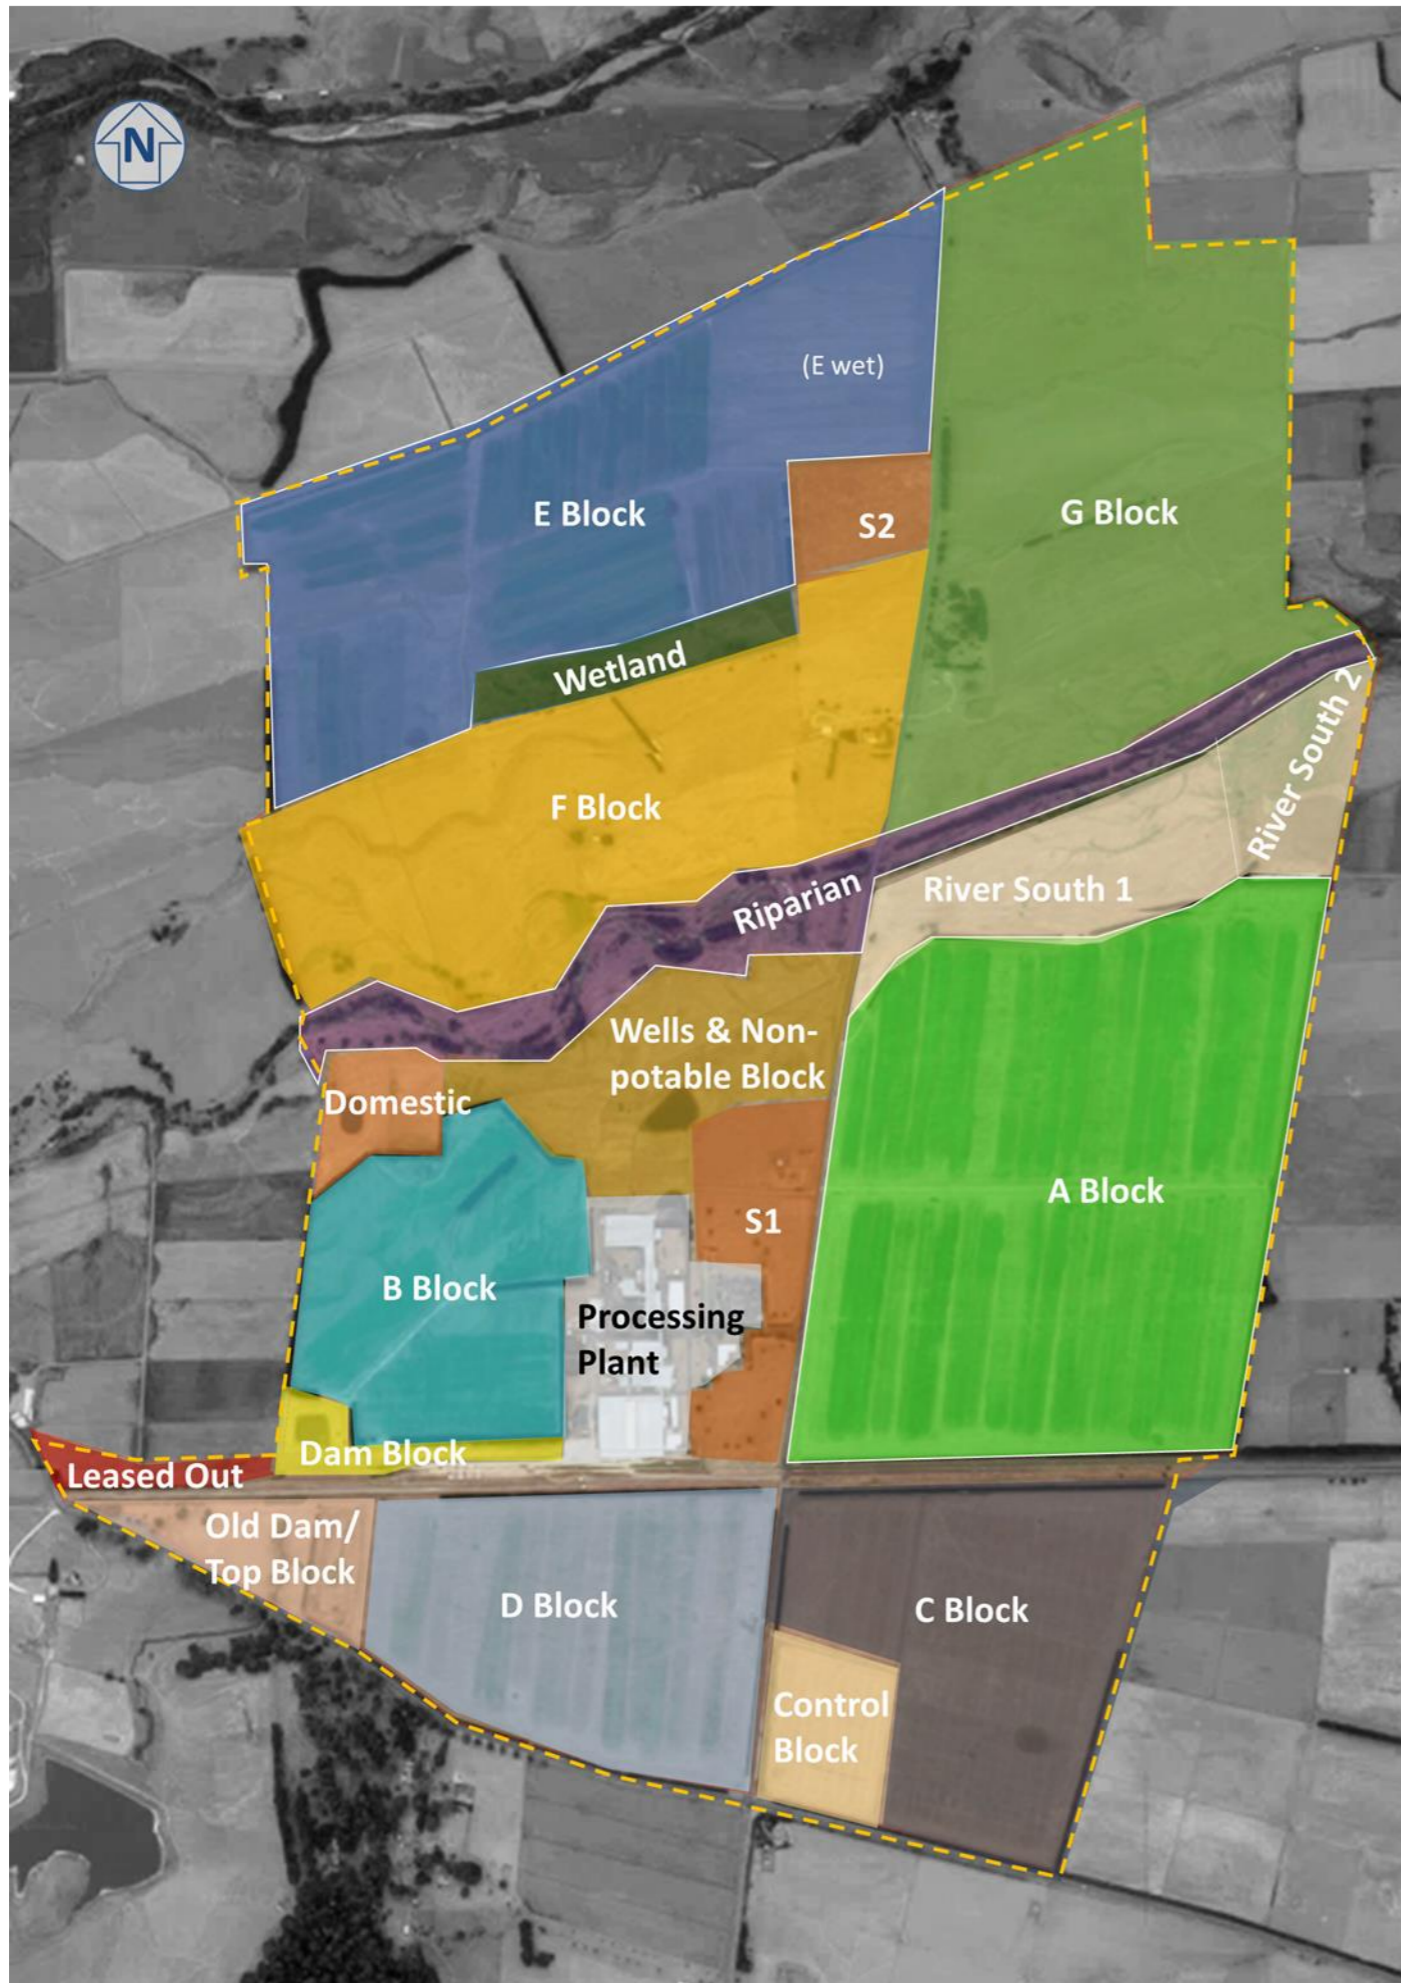 N
(E wet)
E Block
S2
G Block
Wetland
River South 2
F Block
Riparian
River South 1
Wells & Non-
potable Block
Domestic
A Block
S1
B Block
Processing
Plant
Dam Block
Leased Out
Old Dam/
Top Block
D Block
C Block
Control
Block